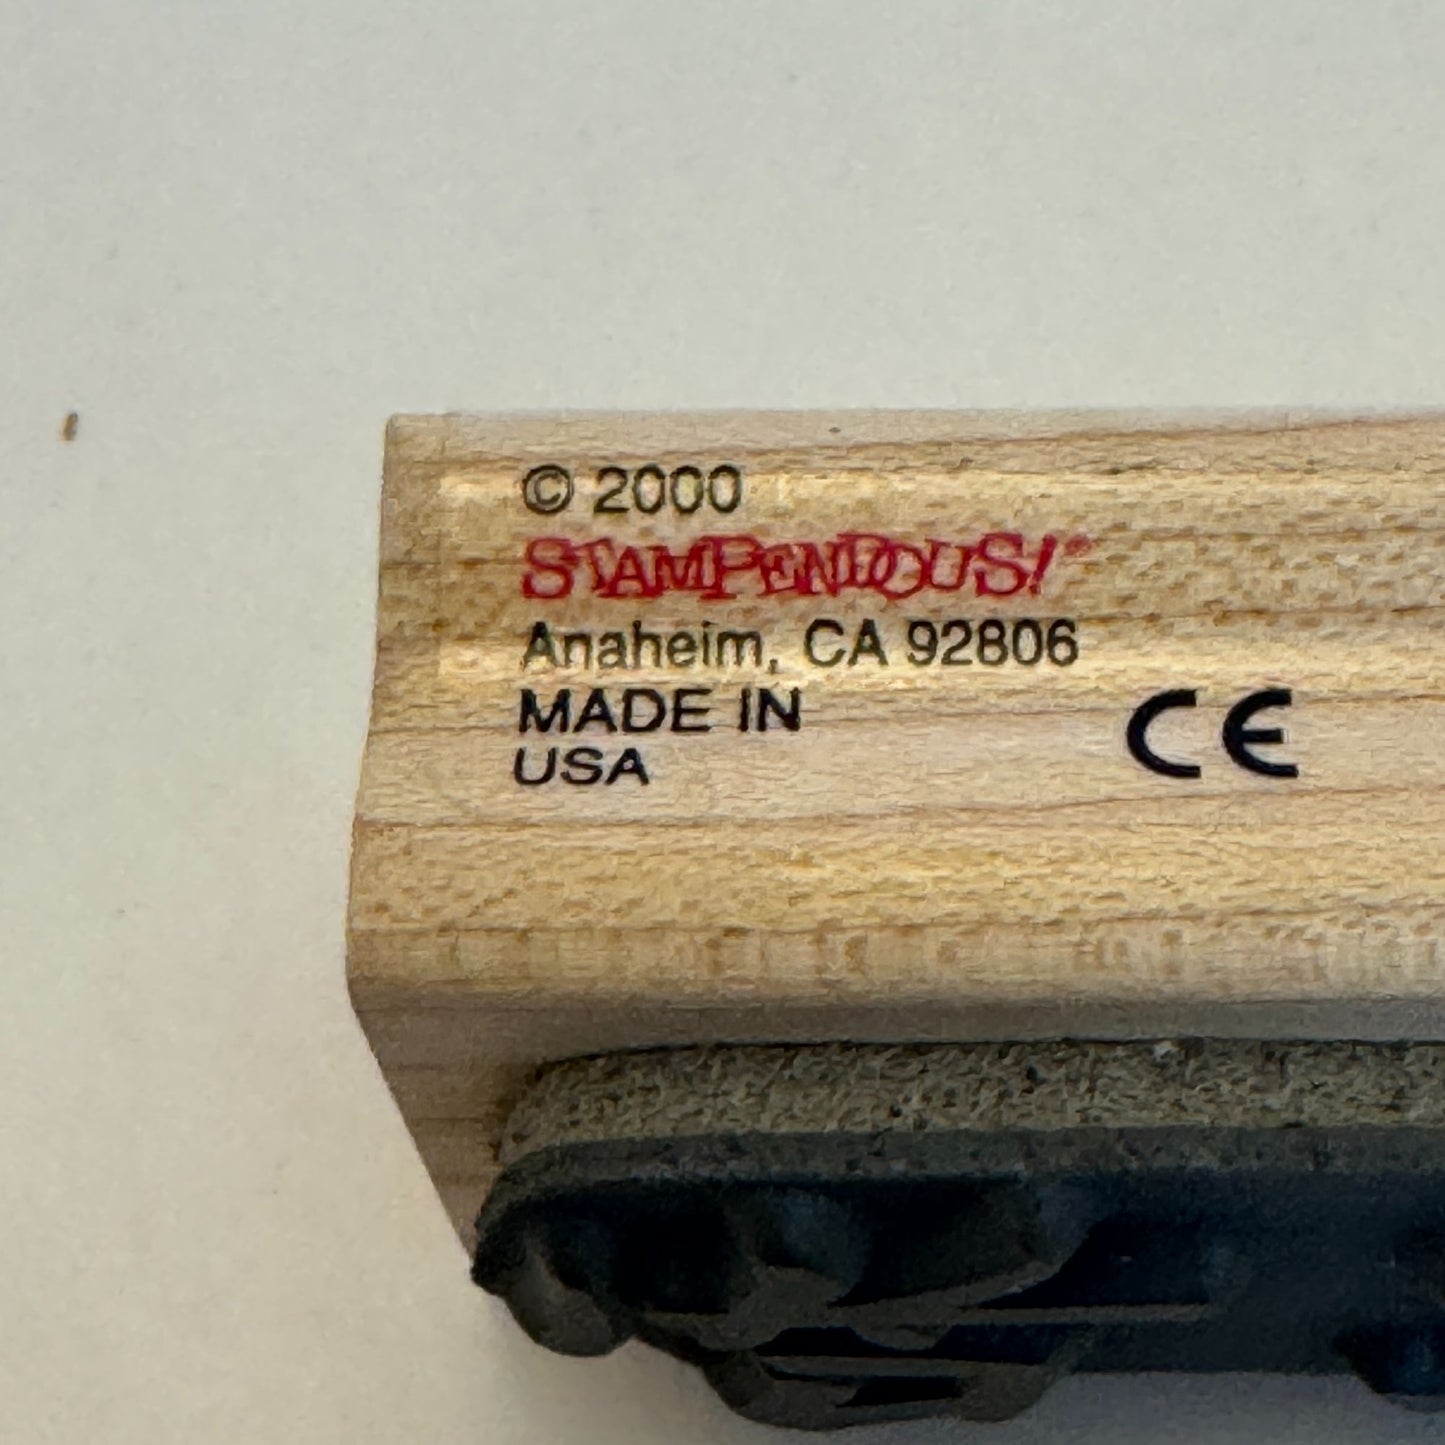 © 2000
STAMPENDOUS!®
Anaheim, CA 92806
MADE IN
USA
CE